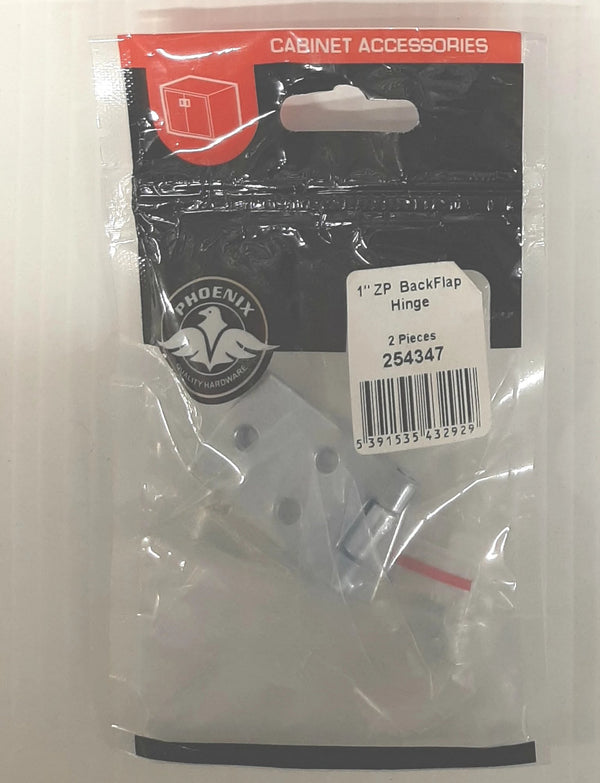 CABINET ACCESSORIES
PHOENIX
QUALITY HARDWARE
1" ZP BackFlap
Hinge
2 Pieces
254347
5 391535 432929